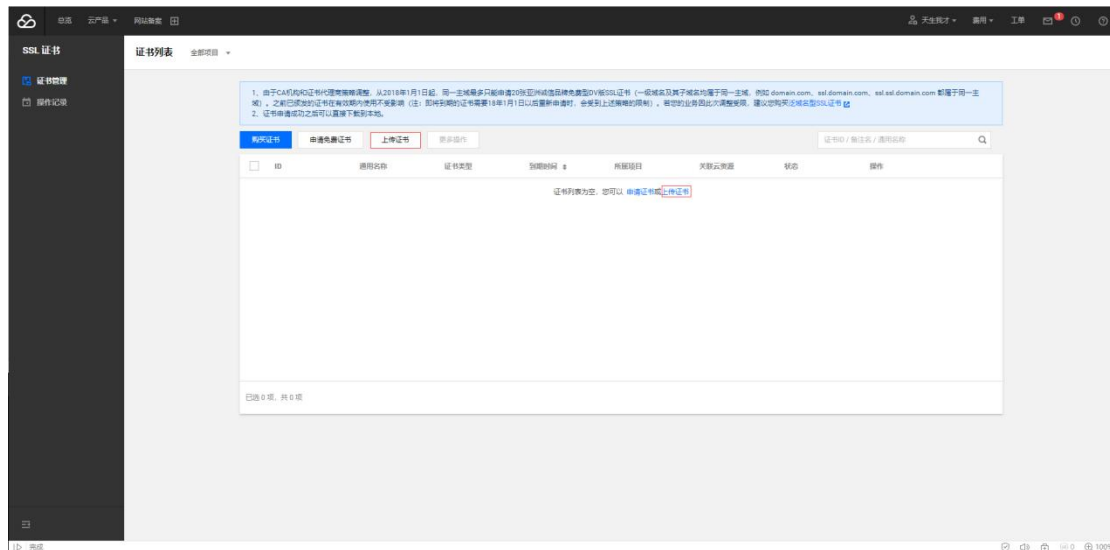 总览 云产品 网站备案 天生我才 费用 工单 1
SSL 证书
证书列表 全部项目
证书管理
操作记录
1、由于CA机构和证书代理商策略调整，从2018年1月1日起，同一主域最多只能申请20张亚洲诚信品牌免费型DV版SSL证书（一级域名及其子域名均属于同一主域，例如 domain.com、ssl.domain.com、ssl.ssl.domain.com 都属于同一主
域）。之前已颁发的证书在有效期内使用不受影响（注：即将到期的证书需要18年1月1日以后重新申请时，会受到上述策略的限制）。若您的业务因此次调整受限，建议您购买泛域名型SSL证书
2、证书申请成功之后可以直接下载到本地。
购买证书 申请免费证书 上传证书 更多操作 证书ID / 备注名 / 通用名称
ID 通用名称 证书类型 到期时间 所属项目 关联云资源 状态 操作
证书列表为空，您可以 申请证书或上传证书
已选 0 项，共 0 项
完成 0 100%